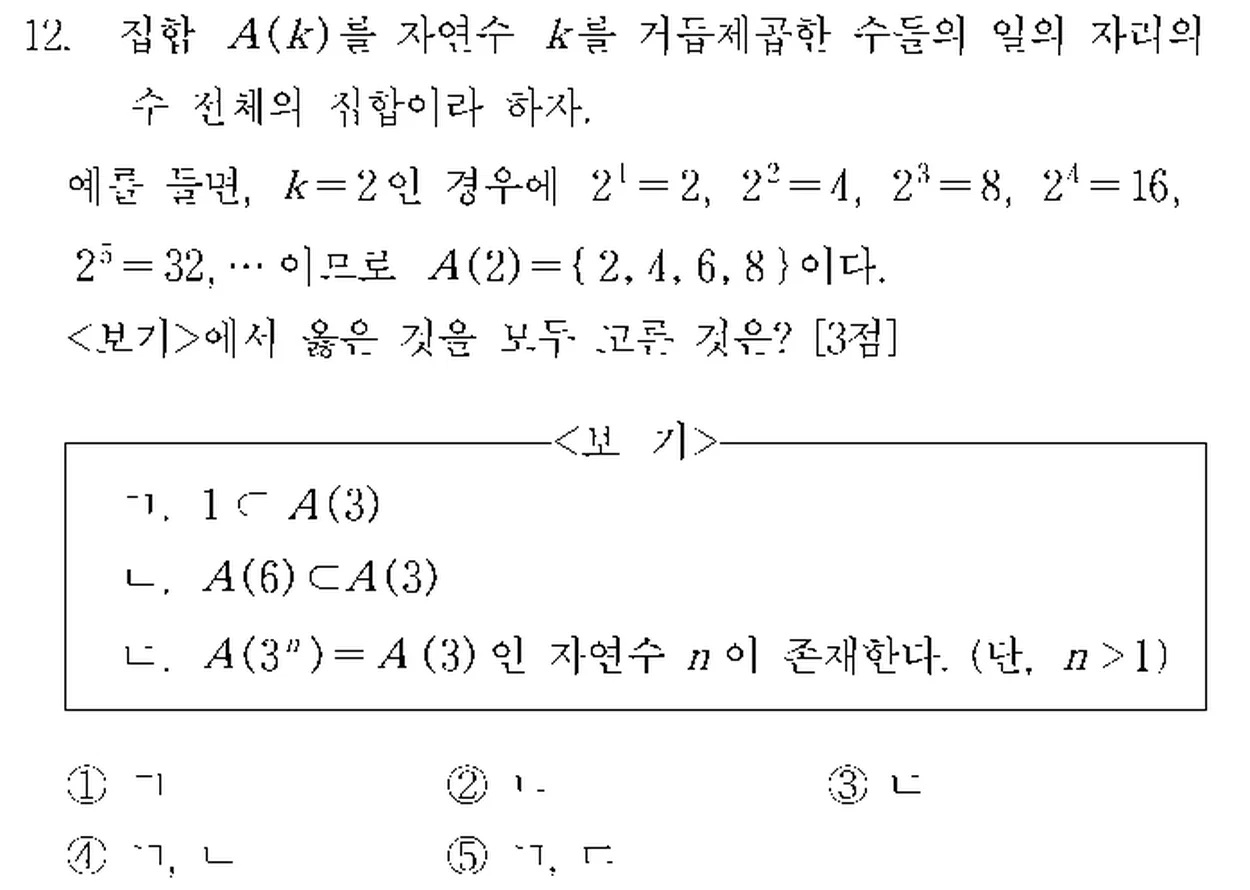 12. 집합 A(k)를 자연수 k를 거듭제곱한 수들의 일의 자리의
수 전체의 집합이라 하자.
예를 들면, k=2인 경우에 2¹=2, 2²=4, 2³=8, 2⁴=16,
2⁵=32, ⋯ 이므로 A(2)={ 2, 4, 6, 8 }이다.
<보기>에서 옳은 것을 모두 고른 것은? [3점]
<보 기>
ㄱ. 1 ⊂ A(3)
ㄴ. A(6)⊂A(3)
ㄷ. A(3ⁿ)=A(3)인 자연수 n이 존재한다. (단, n>1)
① ㄱ ② ㄴ ③ ㄷ
④ ㄱ, ㄴ ⑤ ㄱ, ㄷ